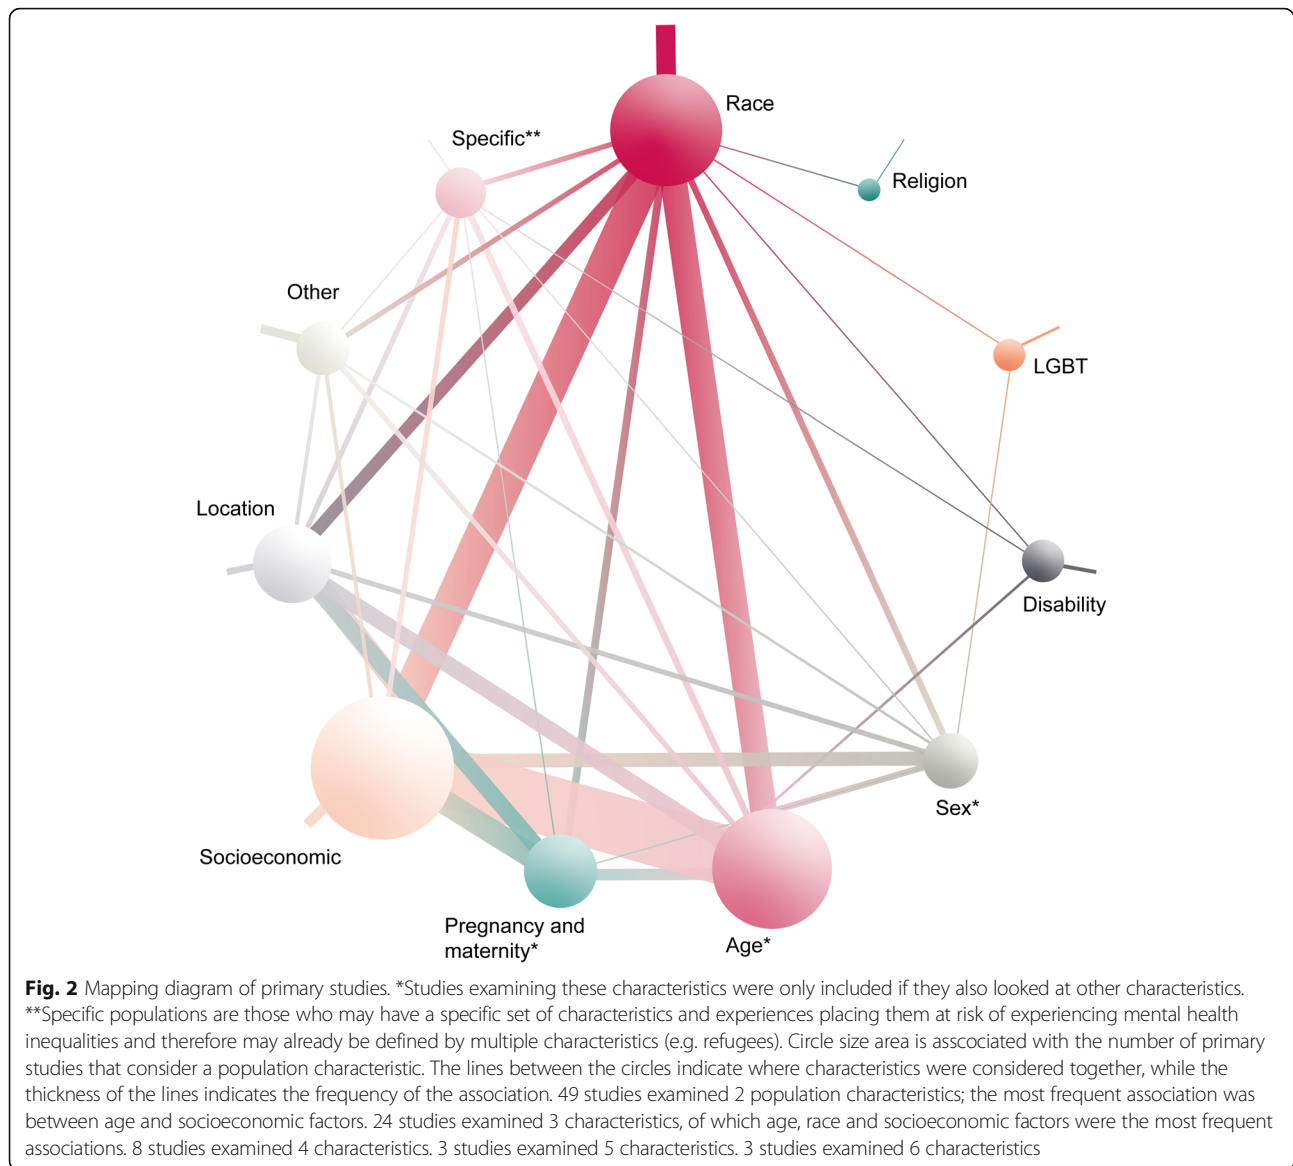 Race
Specific**
Religion
Other
LGBT
Location
Disability
Sex*
Socioeconomic
Pregnancy and
maternity*
Age*
Fig. 2 Mapping diagram of primary studies. *Studies examining these characteristics were only included if they also looked at other characteristics.
**Specific populations are those who may have a specific set of characteristics and experiences placing them at risk of experiencing mental health
inequalities and therefore may already be defined by multiple characteristics (e.g. refugees). Circle size area is asscociated with the number of primary
studies that consider a population characteristic. The lines between the circles indicate where characteristics were considered together, while the
thickness of the lines indicates the frequency of the association. 49 studies examined 2 population characteristics; the most frequent association was
between age and socioeconomic factors. 24 studies examined 3 characteristics, of which age, race and socioeconomic factors were the most frequent
associations. 8 studies examined 4 characteristics. 3 studies examined 5 characteristics. 3 studies examined 6 characteristics